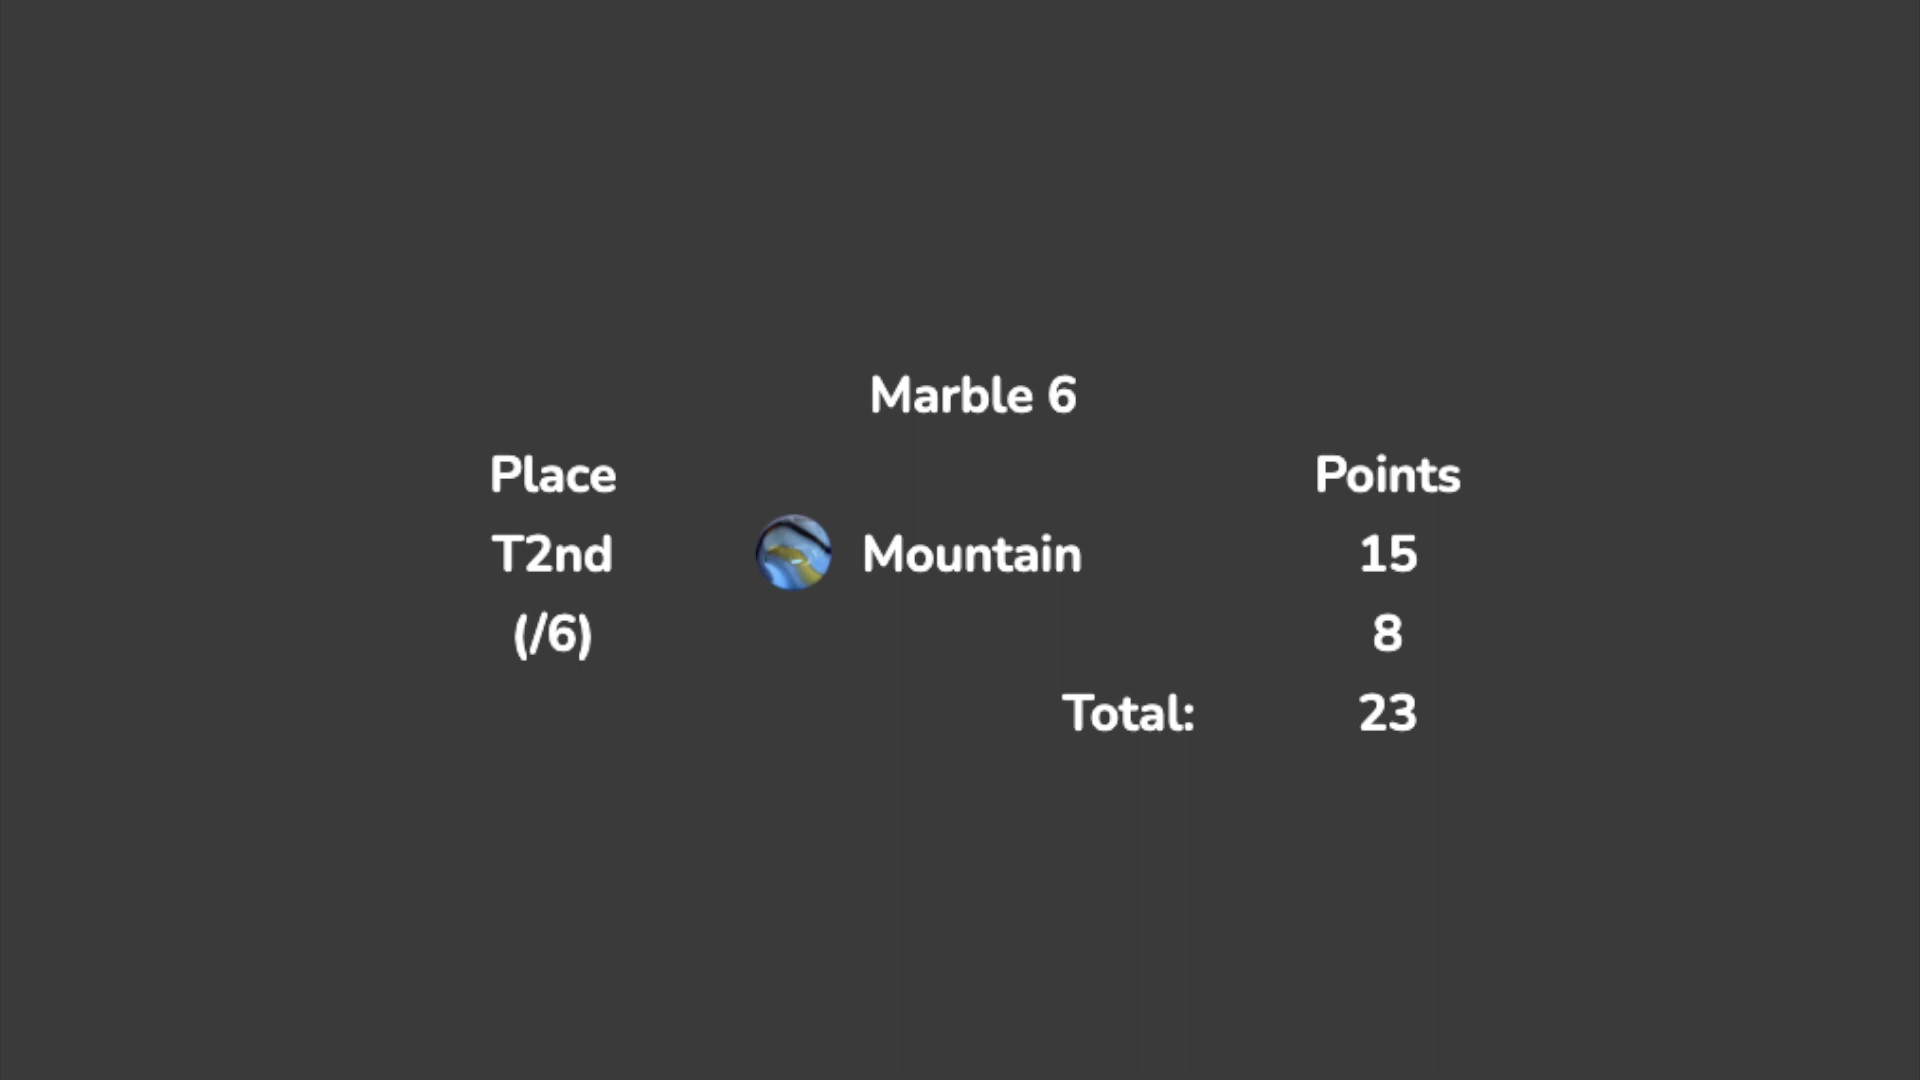 Marble 6
Place Points
T2nd Mountain 15
(/6) 8
Total: 23